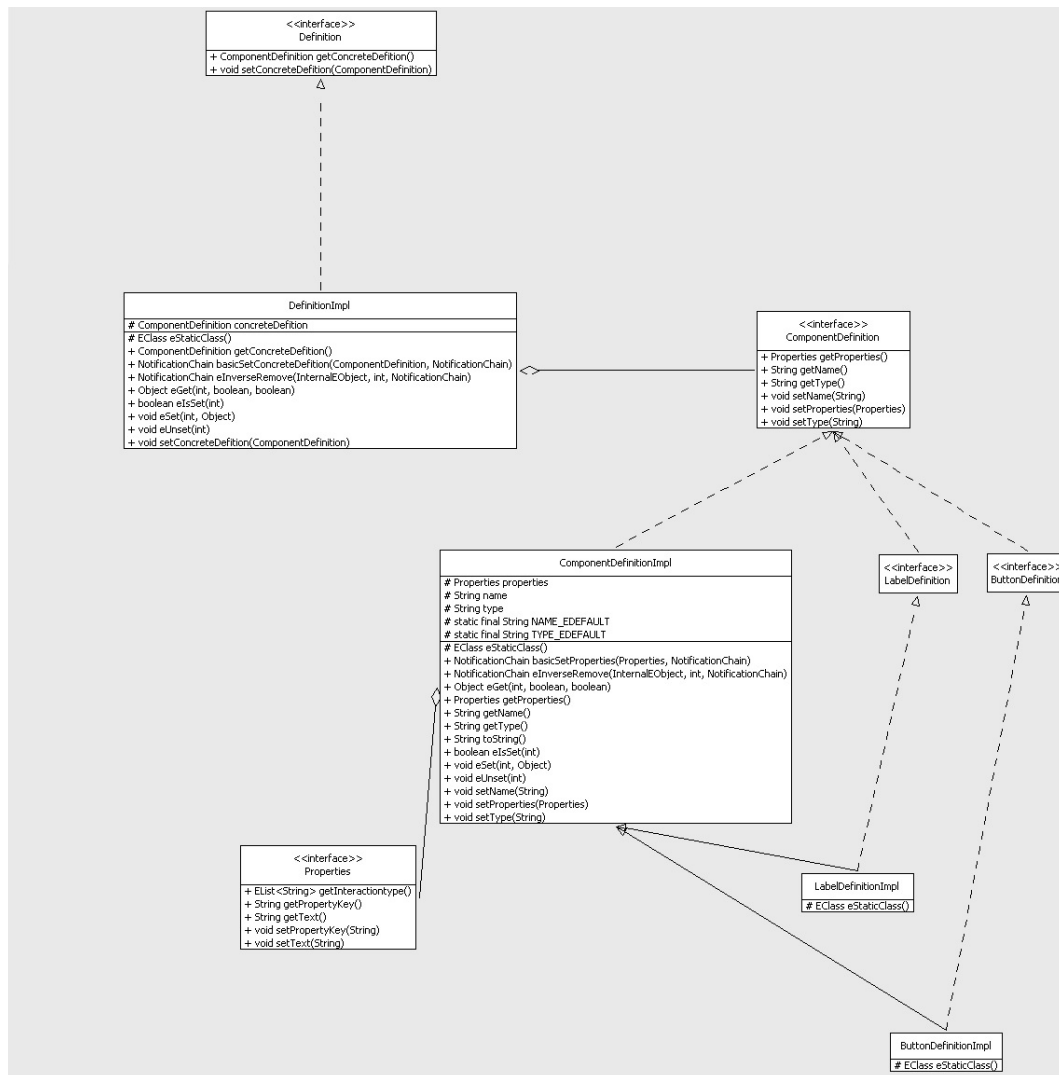 <<interface>>
Definition
+ ComponentDefinition getConcreteDefition()
+ void setConcreteDefition(ComponentDefinition)
DefinitionImpl
# ComponentDefinition concreteDefition
# EClass eStaticClass()
+ ComponentDefinition getConcreteDefition()
+ NotificationChain basicSetConcreteDefition(ComponentDefinition, NotificationChain)
+ NotificationChain eInverseRemove(InternalEObject, int, NotificationChain)
+ Object eGet(int, boolean, boolean)
+ boolean eIsSet(int)
+ void eSet(int, Object)
+ void eUnset(int)
+ void setConcreteDefition(ComponentDefinition)
<<interface>>
ComponentDefinition
+ Properties getProperties()
+ String getName()
+ String getType()
+ void setName(String)
+ void setProperties(Properties)
+ void setType(String)
ComponentDefinitionImpl
# Properties properties
# String name
# String type
# static final String NAME_EDEFAULT
# static final String TYPE_EDEFAULT
# EClass eStaticClass()
+ NotificationChain basicSetProperties(Properties, NotificationChain)
+ NotificationChain eInverseRemove(InternalEObject, int, NotificationChain)
+ Object eGet(int, boolean, boolean)
+ Properties getProperties()
+ String getName()
+ String getType()
+ String toString()
+ boolean eIsSet(int)
+ void eSet(int, Object)
+ void eUnset(int)
+ void setName(String)
+ void setProperties(Properties)
+ void setType(String)
<<interface>>
LabelDefinition
<<interface>>
ButtonDefinition
<<interface>>
Properties
+ EList<String> getInteractiontype()
+ String getPropertyKey()
+ String getText()
+ void setPropertyKey(String)
+ void setText(String)
LabelDefinitionImpl
# EClass eStaticClass()
ButtonDefinitionImpl
# EClass eStaticClass()